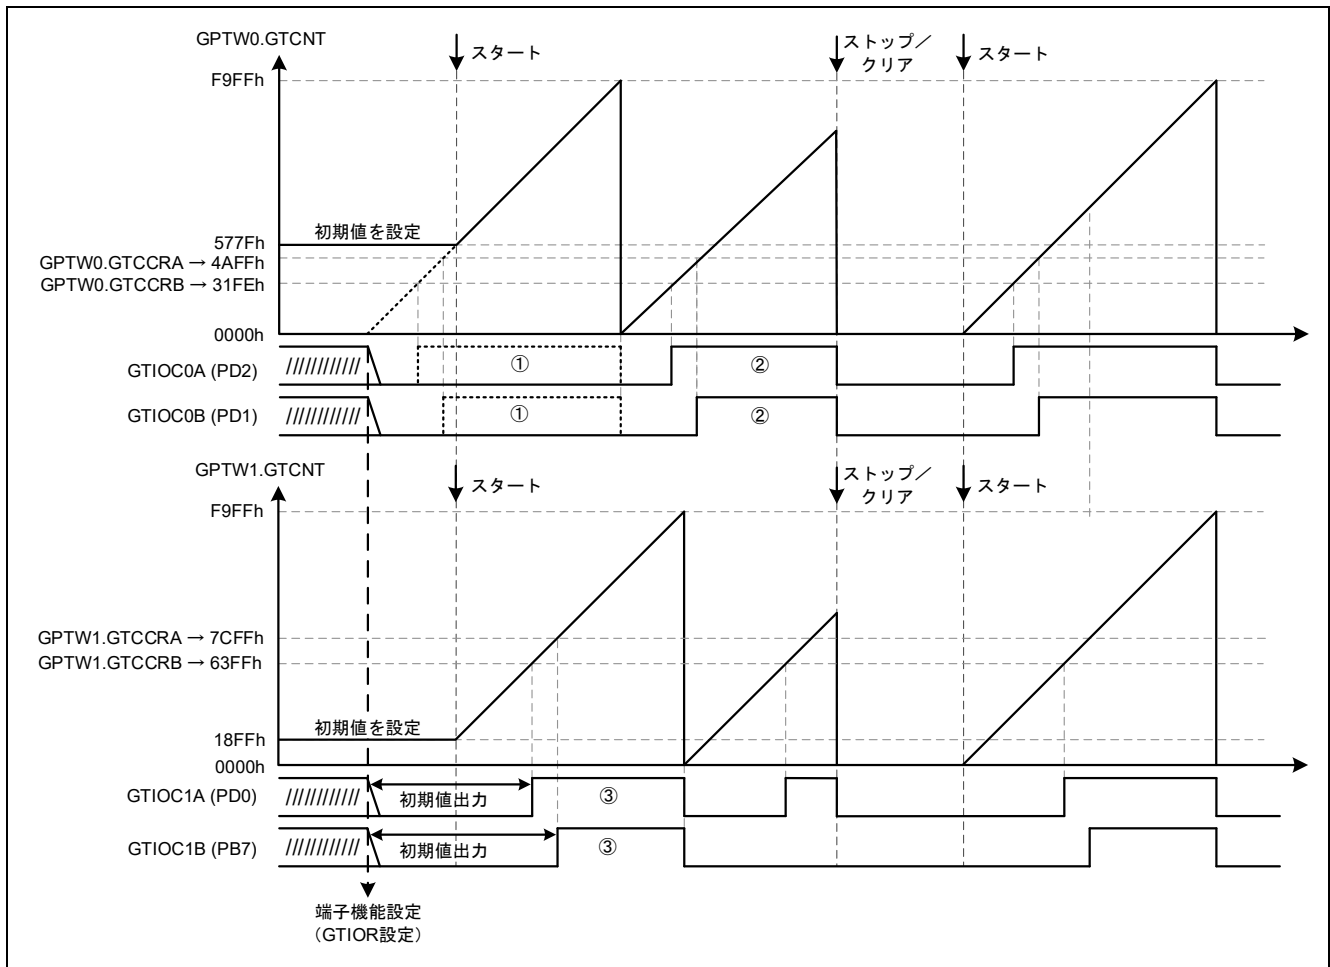 GPTW0.GTCNT
スタート
ストップ／
クリア
スタート
F9FFh
初期値を設定
577Fh
GPTW0.GTCCRA → 4AFFh
GPTW0.GTCCRB → 31FEh
0000h
GTIOC0A (PD2)
①
②
GTIOC0B (PD1)
①
②
GPTW1.GTCNT
スタート
ストップ／
クリア
スタート
F9FFh
GPTW1.GTCCRA → 7CFFh
GPTW1.GTCCRB → 63FFh
初期値を設定
18FFh
0000h
GTIOC1A (PD0)
初期値出力
③
GTIOC1B (PB7)
初期値出力
③
端子機能設定
（GTIOR設定）